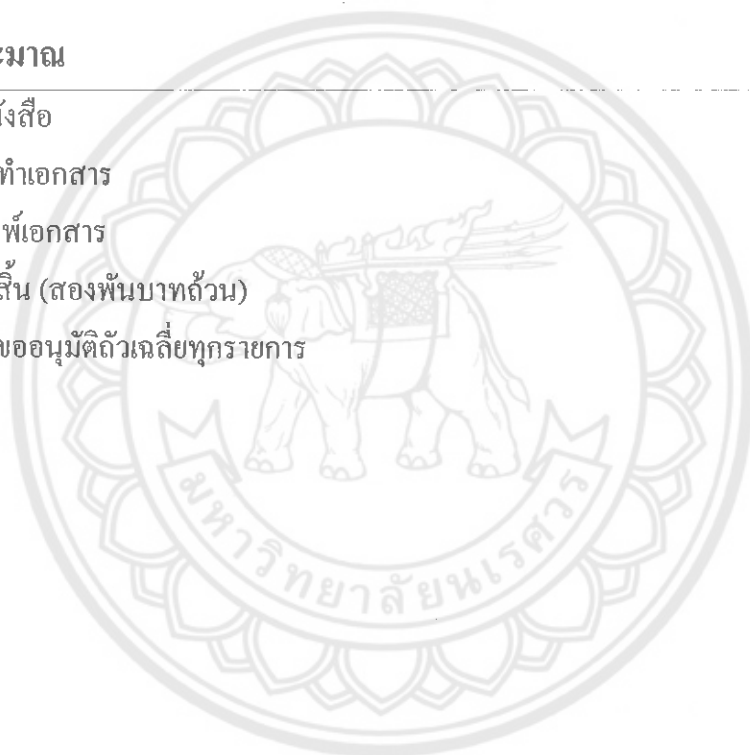 ะมาณ
นังสือ
ทำเอกสาร
พ์เอกสาร
สิ้น (สองพันบาทถ้วน)
ขออนุมัติถัวเฉลี่ยทุกรายการ
มหาวิทยาลัยนเรศวร